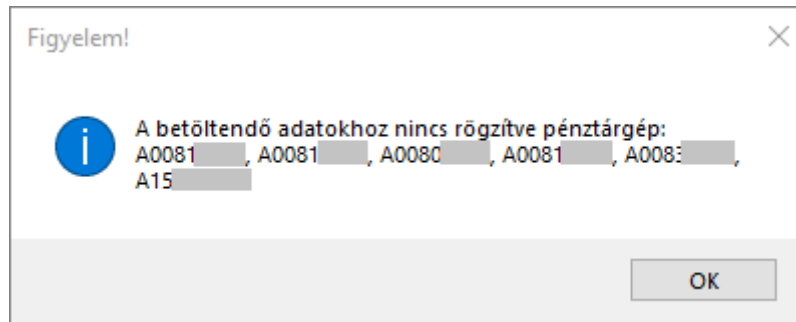 Figyelem!
A betöltendő adatokhoz nincs rögzítve pénztárgép:
A0081, A0081, A0080, A0081, A0083,
A15
OK